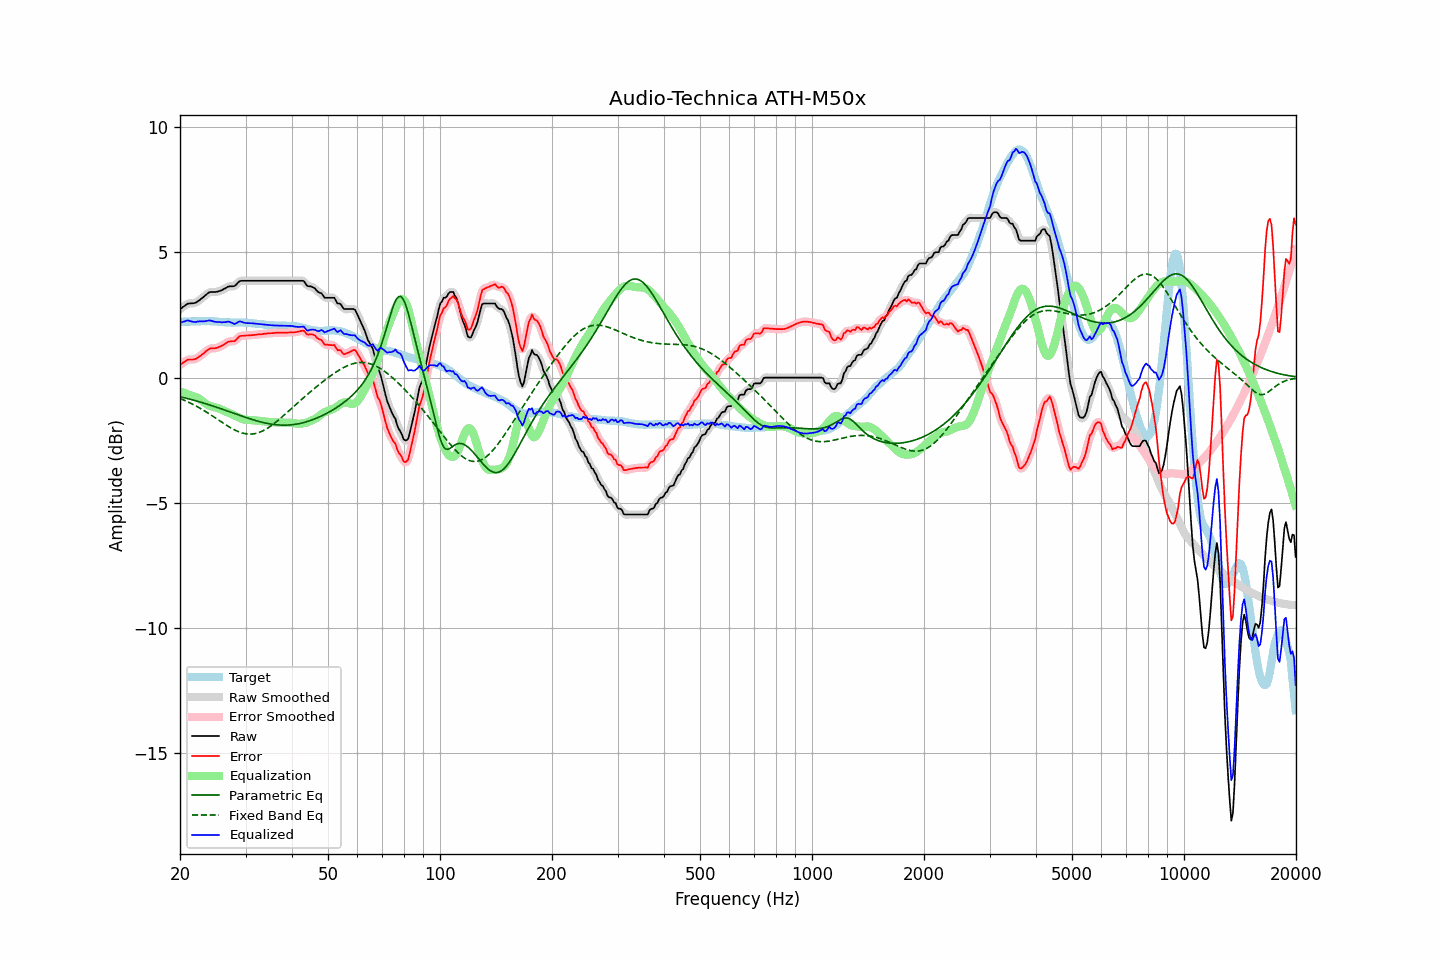 Audio-Technica ATH-M50x
Amplitude (dBr)
10
5
0
−5
−10
−15
Target
Raw Smoothed
Error Smoothed
Raw
Error
Equalization
Parametric Eq
Fixed Band Eq
Equalized
20 50 100 200 500 1000 2000 5000 10000 20000
Frequency (Hz)